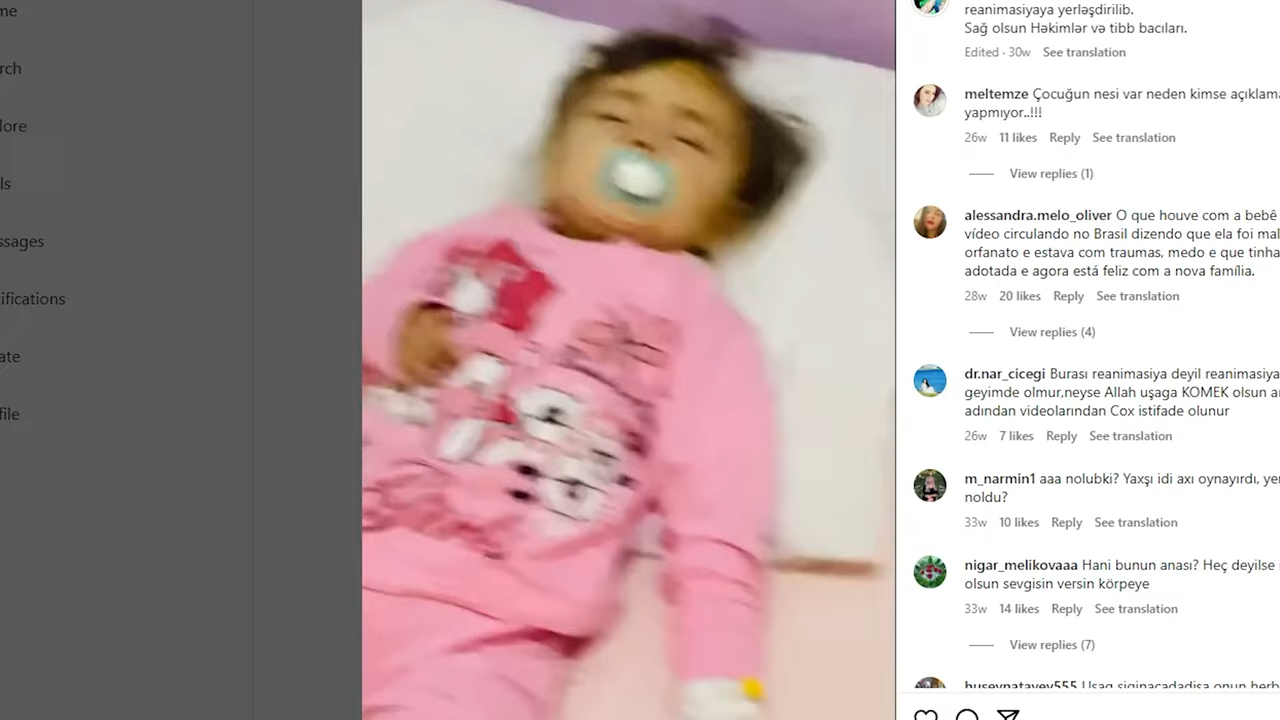 me
rch
lore
ls
ssages
ifications
ate
file
reanimasiyaya yerləşdirilib.
Sağ olsun Həkimlər və tibb bacıları.
Edited · 30w See translation
meltemze Çocuğun nesi var neden kimse açıklama
yapmıyor..!!!
26w 11 likes Reply See translation
View replies (1)
alessandra.melo_oliver O que houve com a bebê
vídeo circulando no Brasil dizendo que ela foi mal
orfanato e estava com traumas, medo e que tinha
adotada e agora está feliz com a nova família.
28w 20 likes Reply See translation
View replies (4)
dr.nar_cicegi Burası reanimasiya deyil reanimasiya
geyimde olmur,neyse Allah uşaga KOMEK olsun a
adından videolarından Cox istifade olunur
26w 7 likes Reply See translation
m_narmin1 aaa nolubki? Yaxşı idi axı oynayırdı, ye
noldu?
33w 10 likes Reply See translation
nigar_melikovaaa Hani bunun anası? Heç deyilse
olsun sevgisin versin körpeye
33w 14 likes Reply See translation
View replies (7)
huseynatayev555 Usag siginacadadisa onun herb